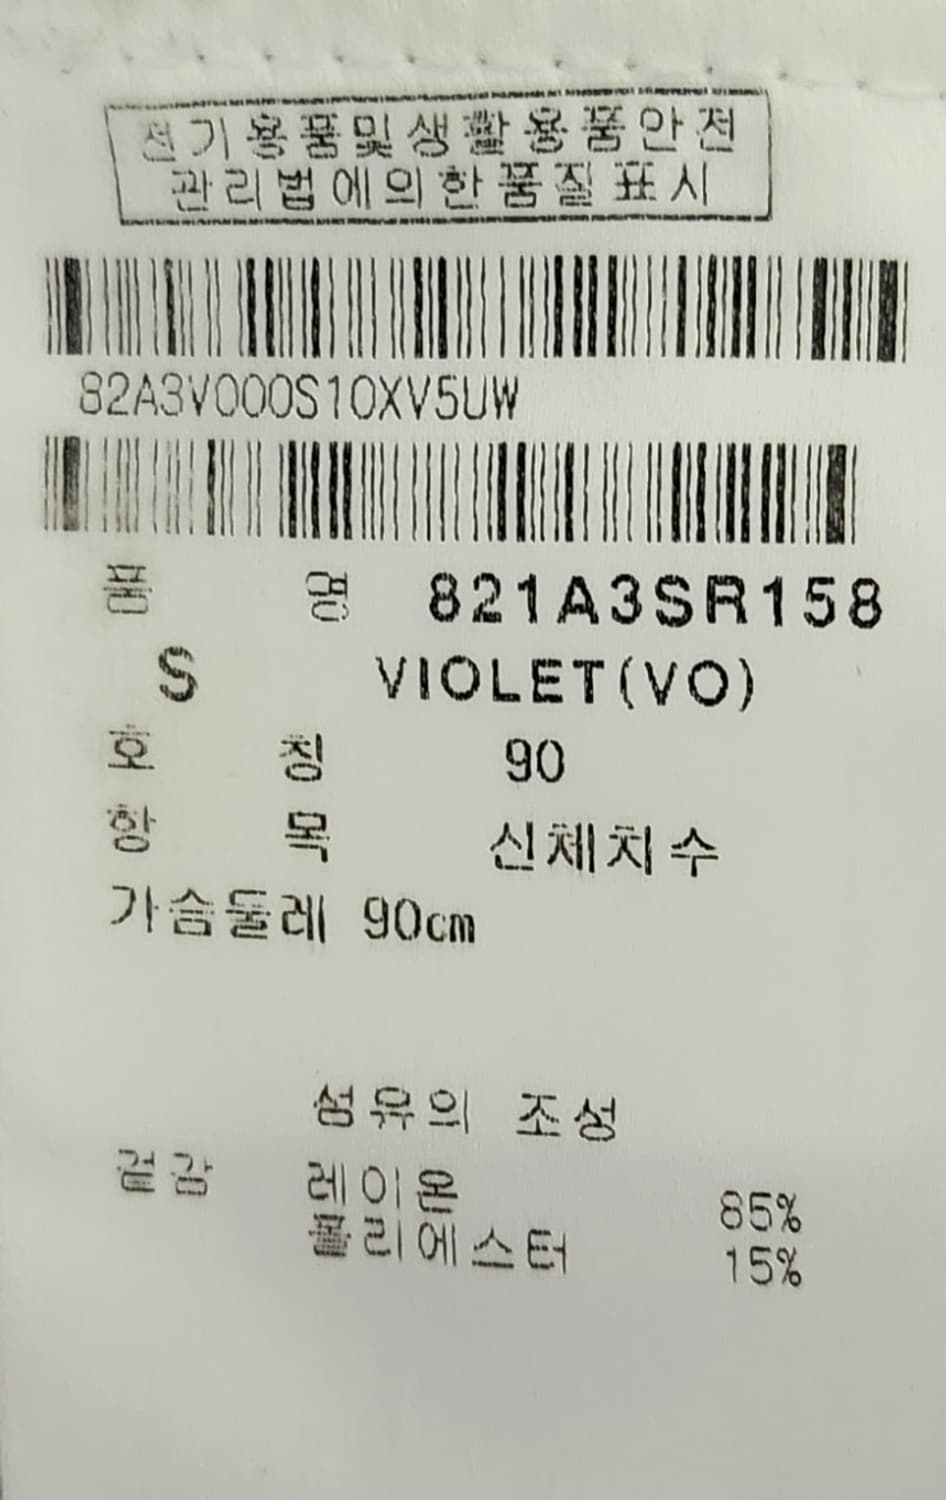 전기용품및생활용품안전
관리법에의한품질표시
82A3V000S10XV5UW
품 명 821A3SR158
S VIOLET(VO)
호 칭 90
항 목 신체치수
가슴둘레 90cm
섬유의 조성
겉감 레이온 85%
폴리에스터 15%